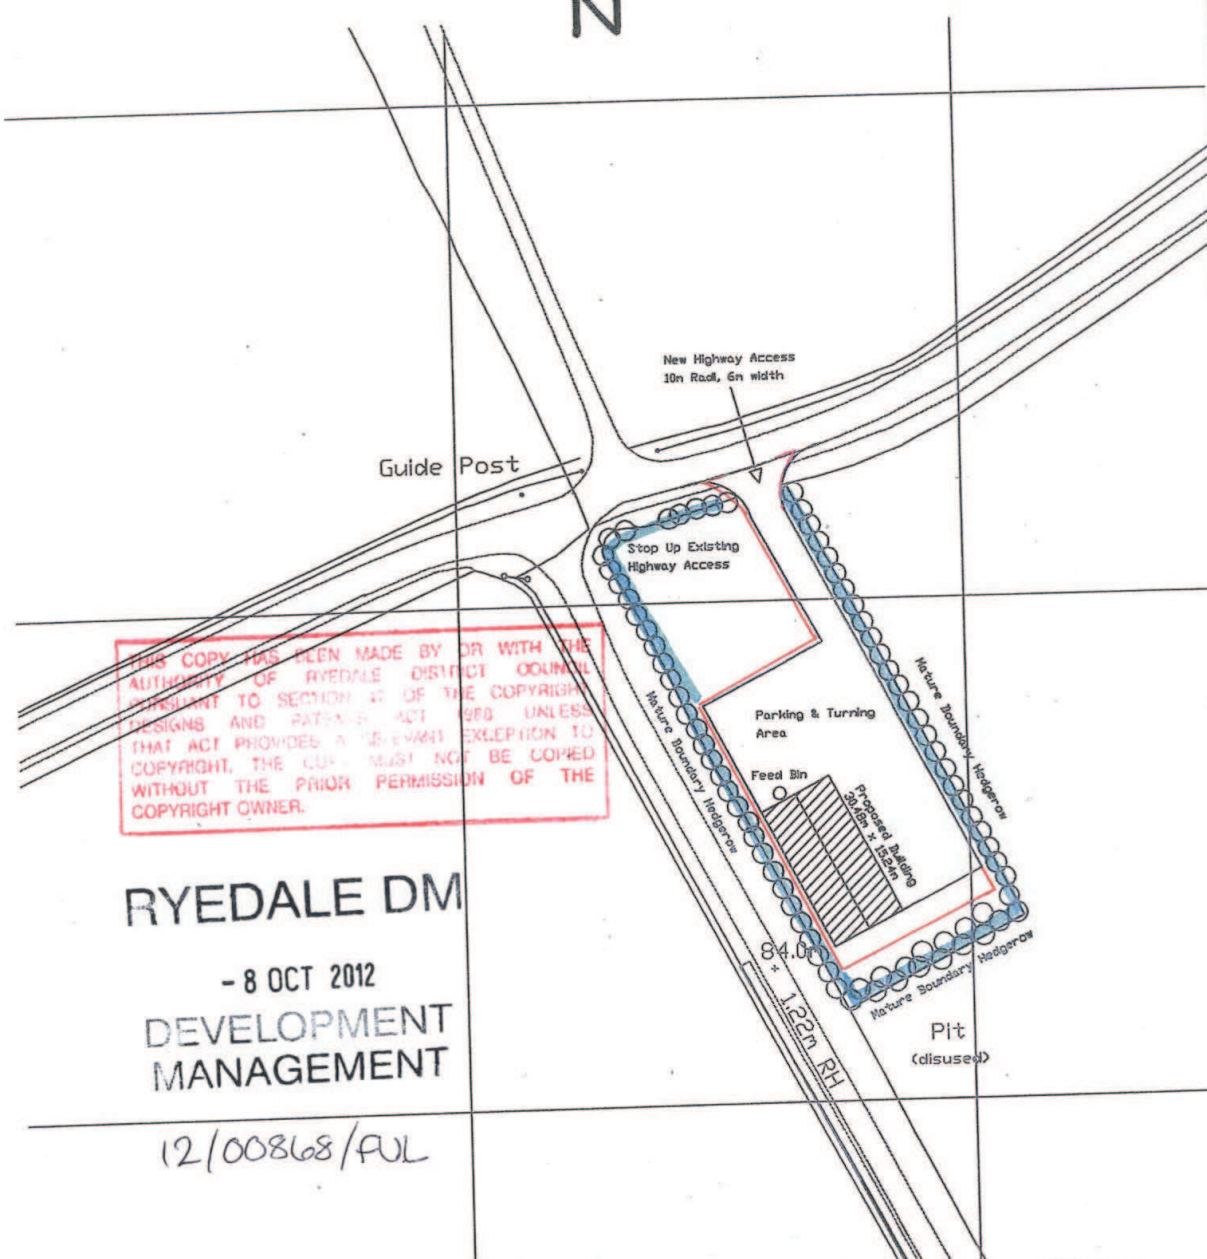 N
New Highway Access
10m Radii, 6m width
Guide Post
Stop Up Existing
Highway Access
THIS COPY HAS BEEN MADE BY OR WITH THE
AUTHORITY OF RYEDALE DISTRICT COUNCIL
PURSUANT TO SECTION 47 OF THE COPYRIGHT
DESIGNS AND PATENTS ACT 1988 UNLESS
THAT ACT PROVIDES A RELEVANT EXCEPTION TO
COPYRIGHT. THE COPY MUST NOT BE COPIED
WITHOUT THE PRIOR PERMISSION OF THE
COPYRIGHT OWNER.
Mature Boundary Hedgerow
Parking & Turning
Area
Mature Boundary Hedgerow
Feed Bin
Proposed Building
30.48m x 15.24m
RYEDALE DM
- 8 OCT 2012
DEVELOPMENT
MANAGEMENT
12/00868/FUL
84.0m
1.22m RH
Mature Boundary Hedgerow
Pit
(disused)